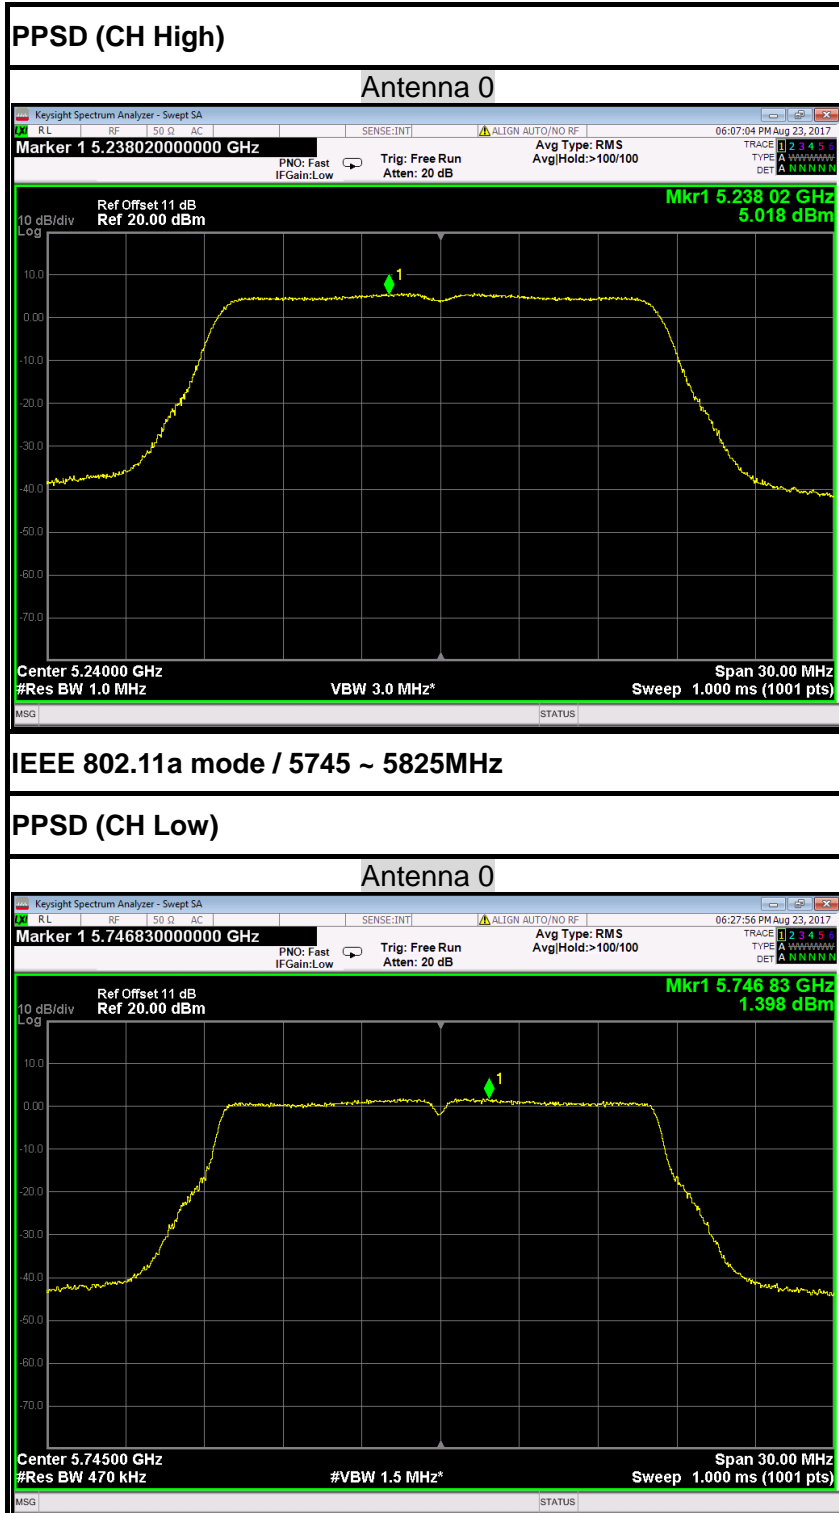 PPSD (CH High)
Antenna 0
Keysight Spectrum Analyzer - Swept SA
LXI RL RF 50 Ω AC SENSE:INT ALIGN AUTO/NO RF 06:07:04 PM Aug 23, 2017
Marker 1 5.238020000000 GHz Avg Type: RMS TRACE 1 2 3 4 5 6
PNO: Fast Trig: Free Run Avg|Hold:>100/100 TYPE A WWWWW
IFGain:Low Atten: 20 dB DET A N N N N N
Mkr1 5.238 02 GHz
5.018 dBm
Ref Offset 11 dB
10 dB/div Ref 20.00 dBm
Log
1
10.0
0.00
-10.0
-20.0
-30.0
-40.0
-50.0
-60.0
-70.0
Center 5.24000 GHz Span 30.00 MHz
#Res BW 1.0 MHz VBW 3.0 MHz* Sweep 1.000 ms (1001 pts)
MSG STATUS
IEEE 802.11a mode / 5745 ~ 5825MHz
PPSD (CH Low)
Antenna 0
Keysight Spectrum Analyzer - Swept SA
LXI RL RF 50 Ω AC SENSE:INT ALIGN AUTO/NO RF 06:27:56 PM Aug 23, 2017
Marker 1 5.746830000000 GHz Avg Type: RMS TRACE 1 2 3 4 5 6
PNO: Fast Trig: Free Run Avg|Hold:>100/100 TYPE A WWWWW
IFGain:Low Atten: 20 dB DET A N N N N N
Mkr1 5.746 83 GHz
1.398 dBm
Ref Offset 11 dB
10 dB/div Ref 20.00 dBm
Log
1
10.0
0.00
-10.0
-20.0
-30.0
-40.0
-50.0
-60.0
-70.0
Center 5.74500 GHz Span 30.00 MHz
#Res BW 470 kHz #VBW 1.5 MHz* Sweep 1.000 ms (1001 pts)
MSG STATUS